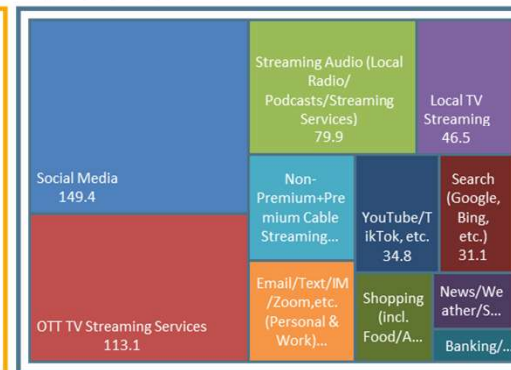 Social Media
149.4
OTT TV Streaming Services
113.1
Streaming Audio (Local
Radio/
Podcasts/Streaming
Services)
79.9
Local TV
Streaming
46.5
Non-
Premium+Pre
mium Cable
Streaming...
YouTube/T
ikTok, etc.
34.8
Search
(Google,
Bing,
etc.)
31.1
Email/Text/IM
/Zoom,etc.
(Personal &
Work)...
Shopping
(incl.
Food/A...
News/We
ather/S...
Banking/...